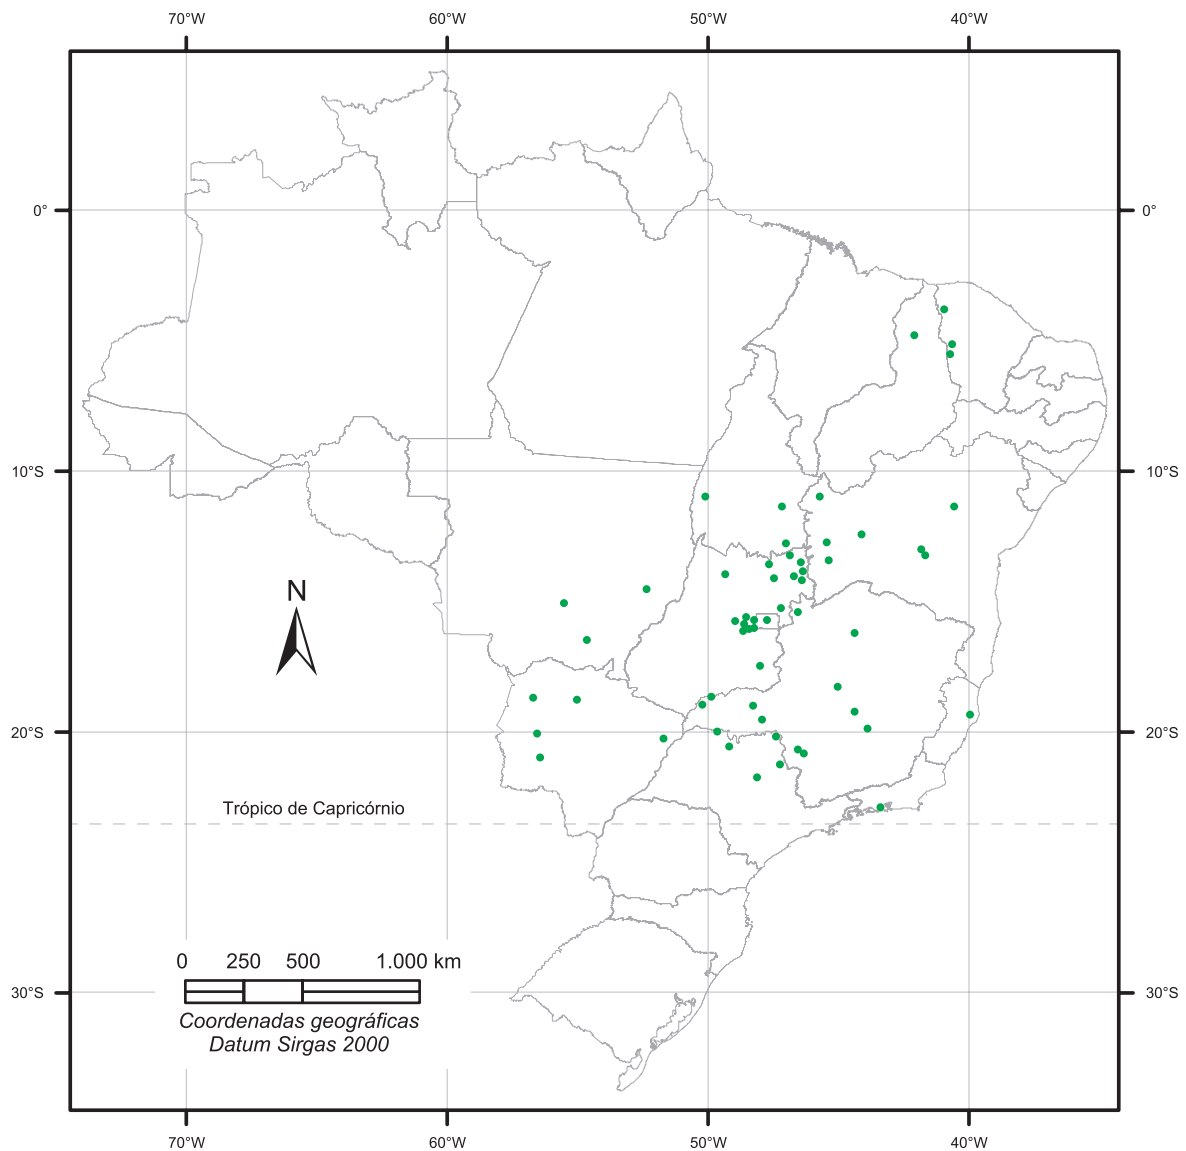 70°W 60°W 50°W 40°W
0° 0°
10°S 10°S
N
20°S 20°S
Trópico de Capricórnio
0 250 500 1.000 km
30°S 30°S
Coordenadas geográficas
Datum Sirgas 2000
70°W 60°W 50°W 40°W